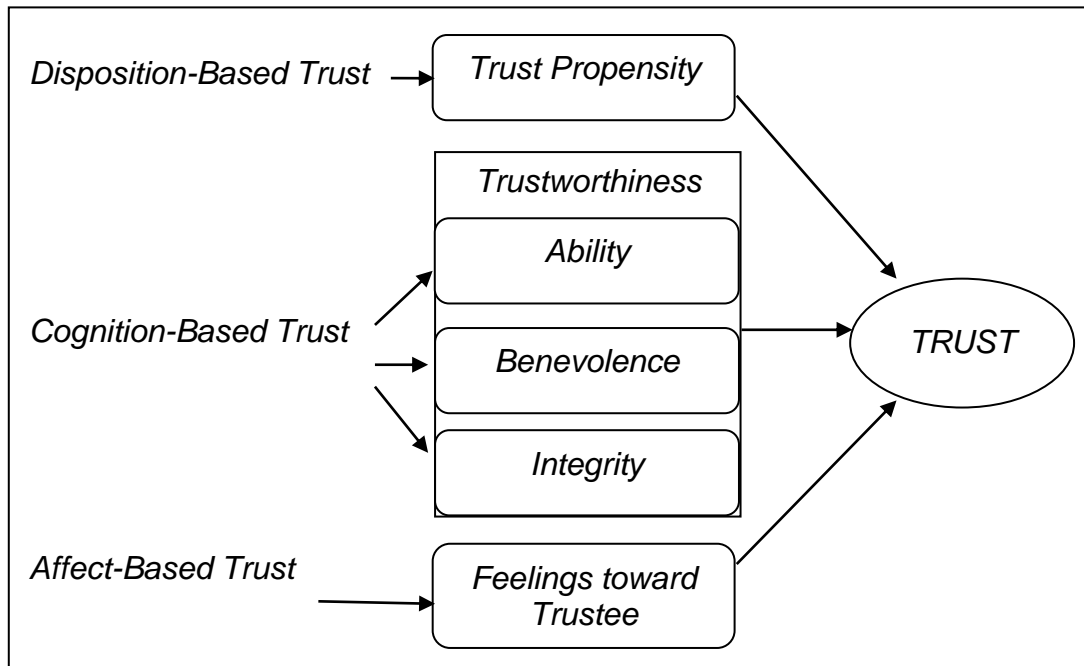 Disposition-Based Trust
Trust Propensity
Trustworthiness
Ability
Cognition-Based Trust
Benevolence
Integrity
TRUST
Affect-Based Trust
Feelings toward
Trustee